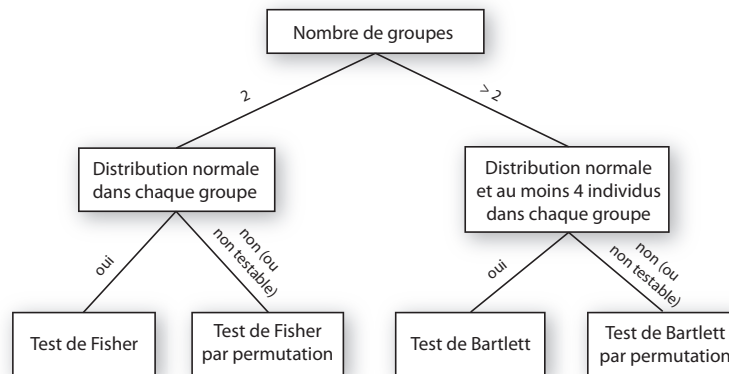 Nombre de groupes
2
> 2
Distribution normale
dans chaque groupe
Distribution normale
et au moins 4 individus
dans chaque groupe
oui
non (ou
non testable)
oui
non (ou
non testable)
Test de Fisher
Test de Fisher
par permutation
Test de Bartlett
Test de Bartlett
par permutation